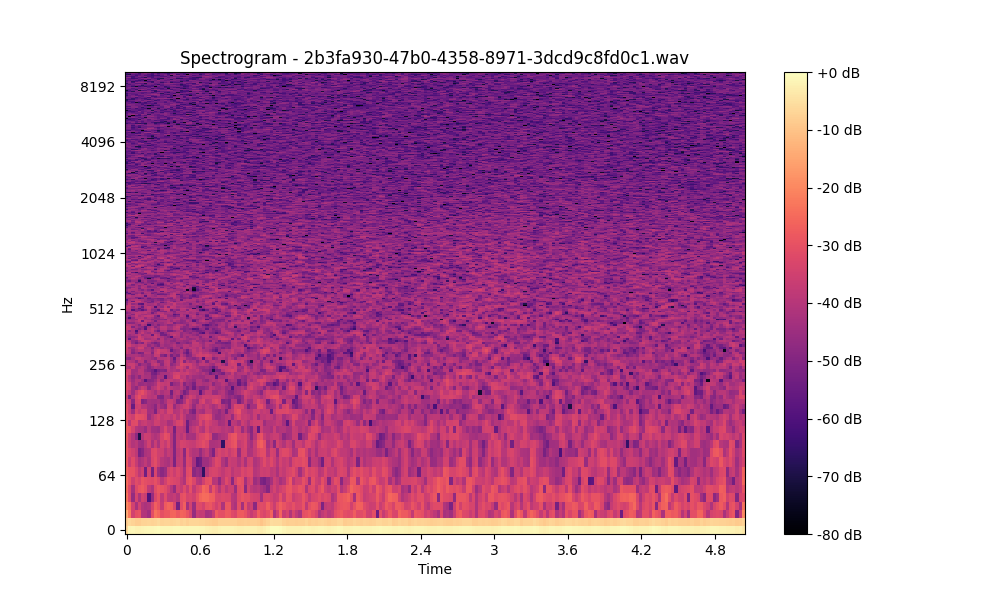 Spectrogram - 2b3fa930-47b0-4358-8971-3dcd9c8fd0c1.wav
Hz
8192
4096
2048
1024
512
256
128
64
0
0 0.6 1.2 1.8 2.4 3 3.6 4.2 4.8
Time
+0 dB
-10 dB
-20 dB
-30 dB
-40 dB
-50 dB
-60 dB
-70 dB
-80 dB